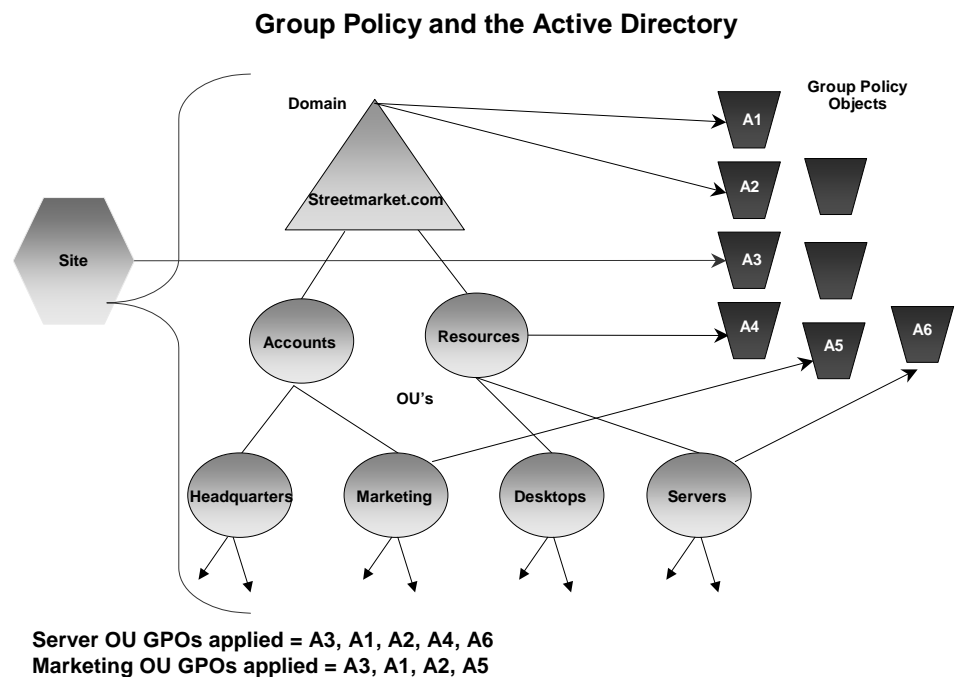 Group Policy and the Active Directory
Domain
Group Policy
Objects
A1
A2
Streetmarket.com
Site
A3
A4
A5
A6
Accounts
Resources
OU's
Headquarters
Marketing
Desktops
Servers
Server OU GPOs applied = A3, A1, A2, A4, A6
Marketing OU GPOs applied = A3, A1, A2, A5